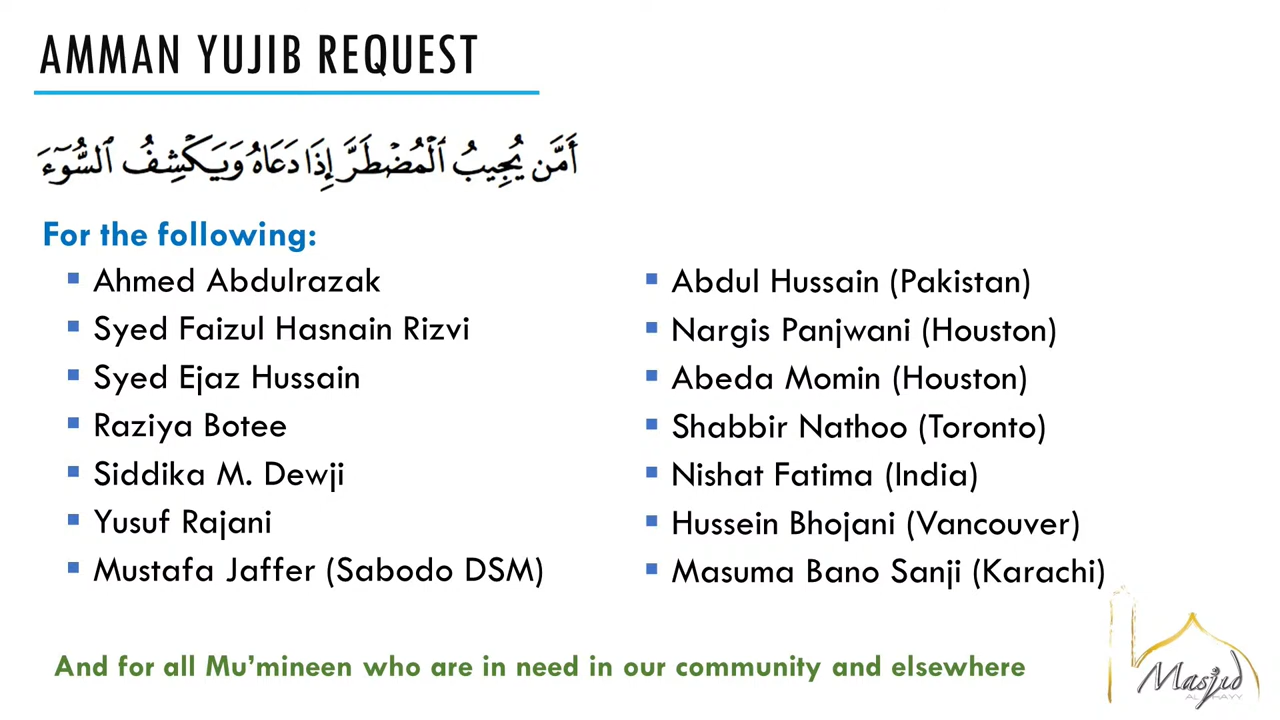 AMMAN YUJIB REQUEST
أَمَّن يُجِيبُ ٱلْمُضْطَرَّ إِذَا دَعَاهُ وَيَكْشِفُ ٱلسُّوٓءَ
For the following:
Ahmed Abdulrazak
Syed Faizul Hasnain Rizvi
Syed Ejaz Hussain
Raziya Botee
Siddika M. Dewji
Yusuf Rajani
Mustafa Jaffer (Sabodo DSM)
Abdul Hussain (Pakistan)
Nargis Panjwani (Houston)
Abeda Momin (Houston)
Shabbir Nathoo (Toronto)
Nishat Fatima (India)
Hussein Bhojani (Vancouver)
Masuma Bano Sanji (Karachi)
And for all Mu’mineen who are in need in our community and elsewhere
Masjid